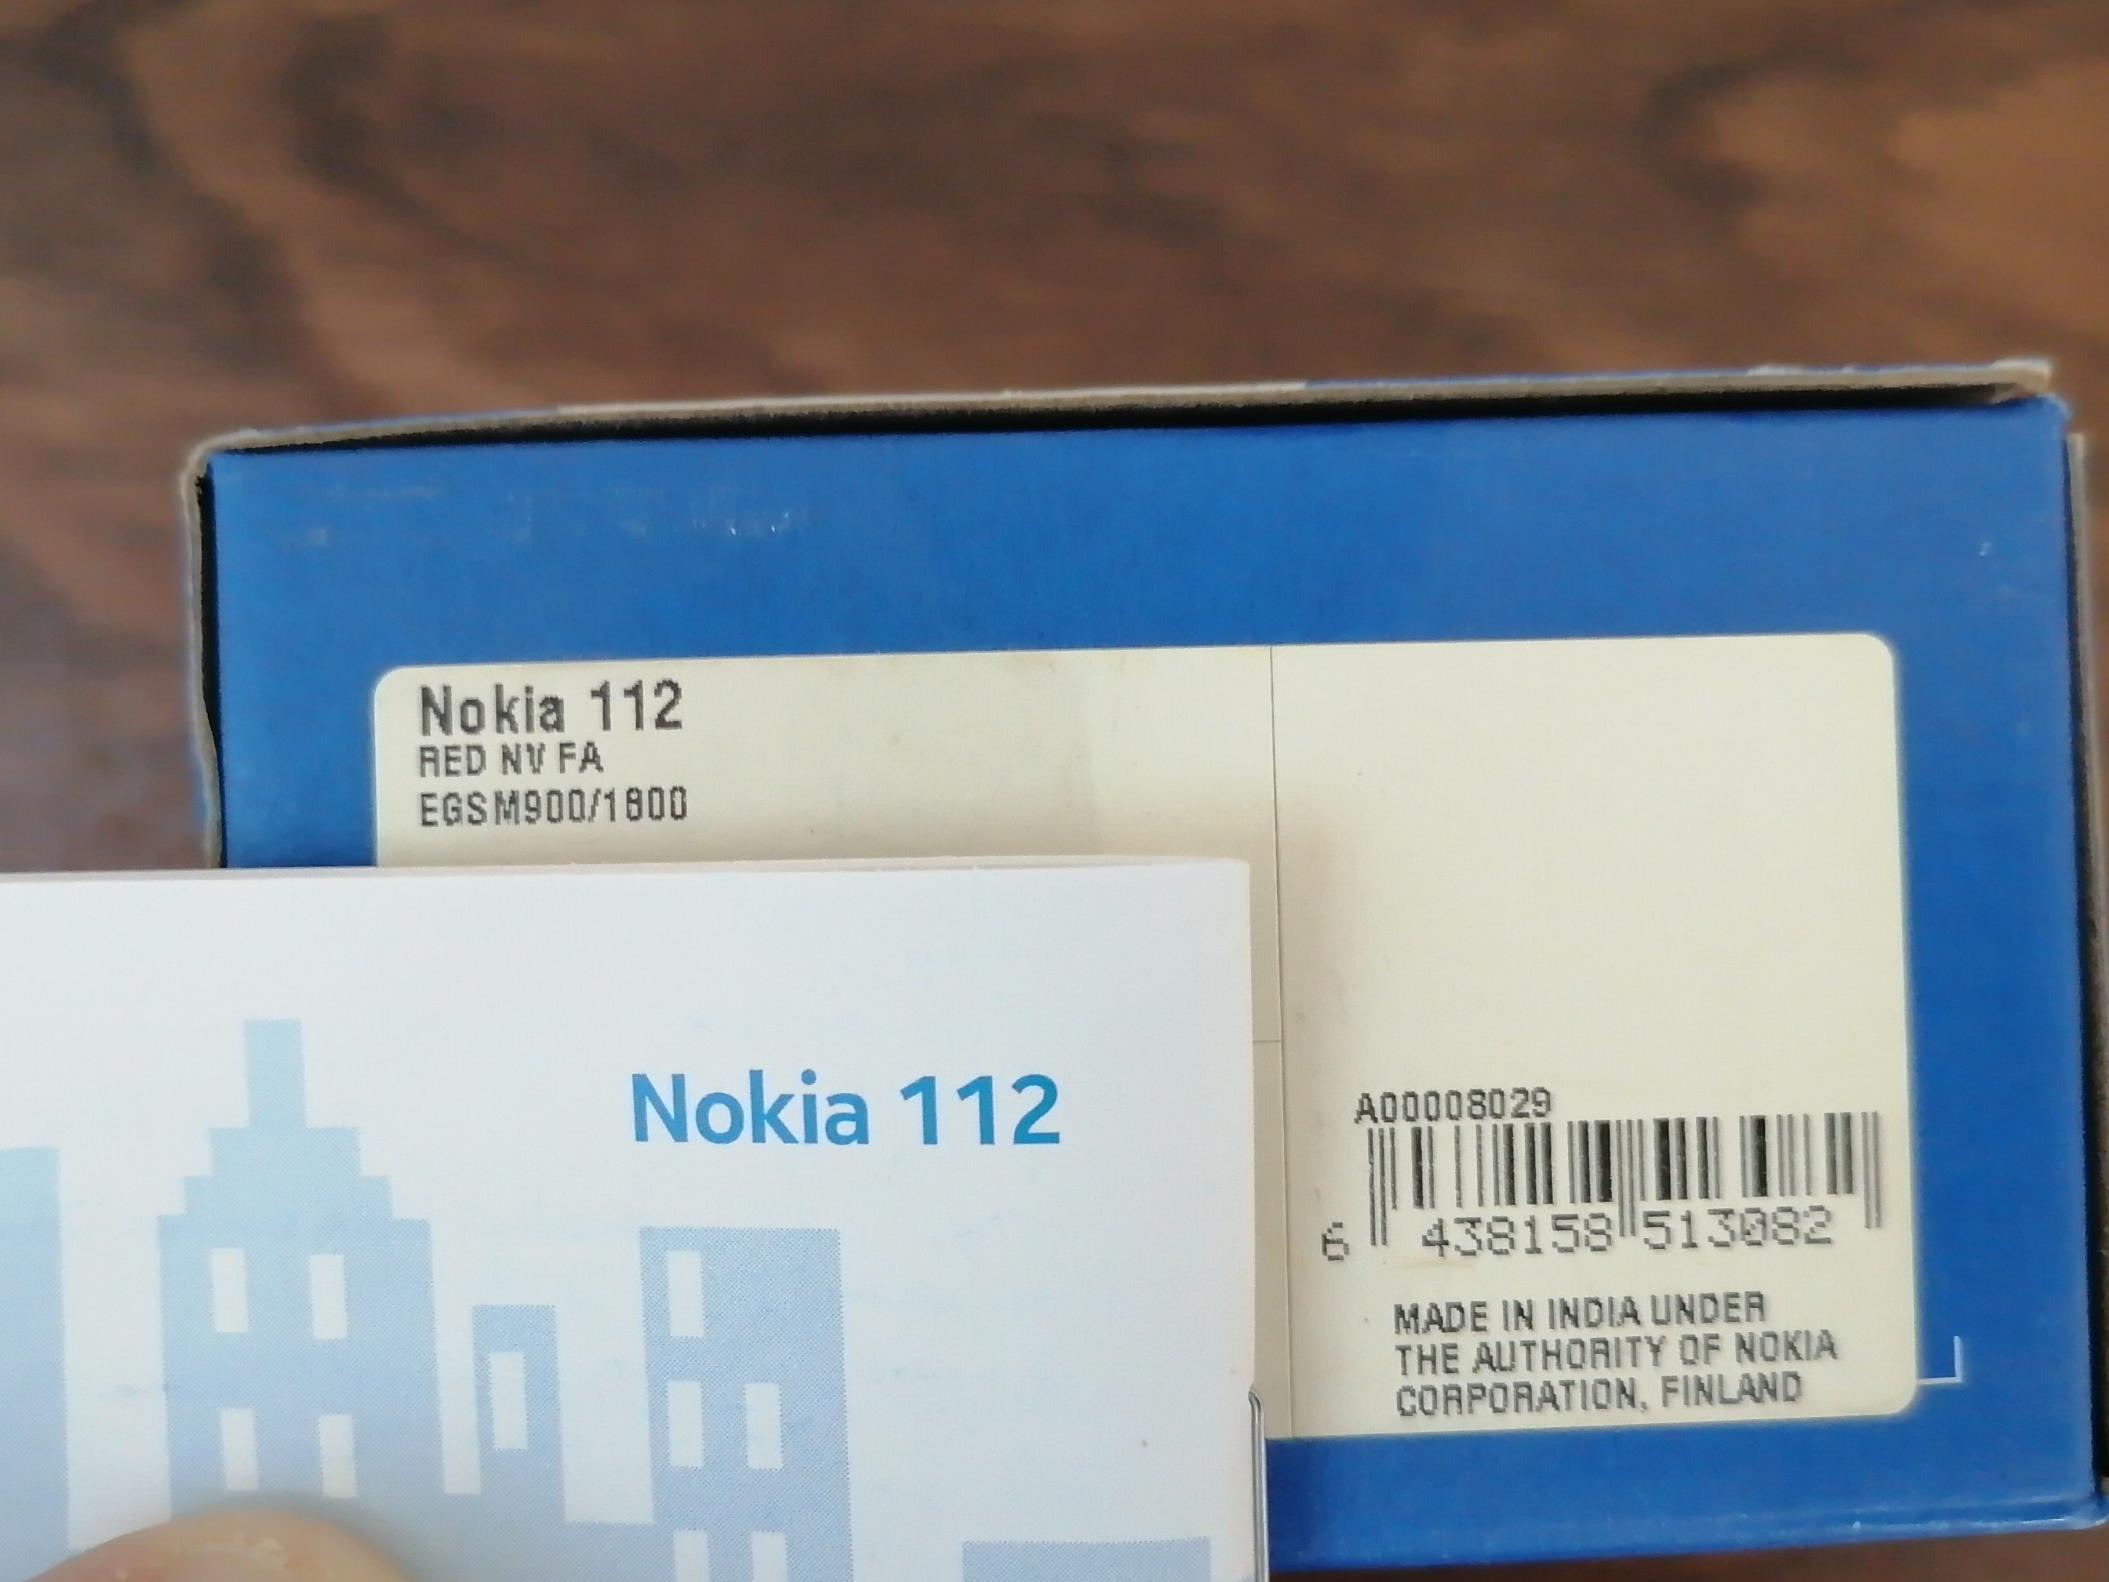 Nokia 112
RED NV FA
EGSM900/1800
Nokia 112
A00008029
6 438158 513082
MADE IN INDIA UNDER
THE AUTHORITY OF NOKIA
CORPORATION, FINLAND